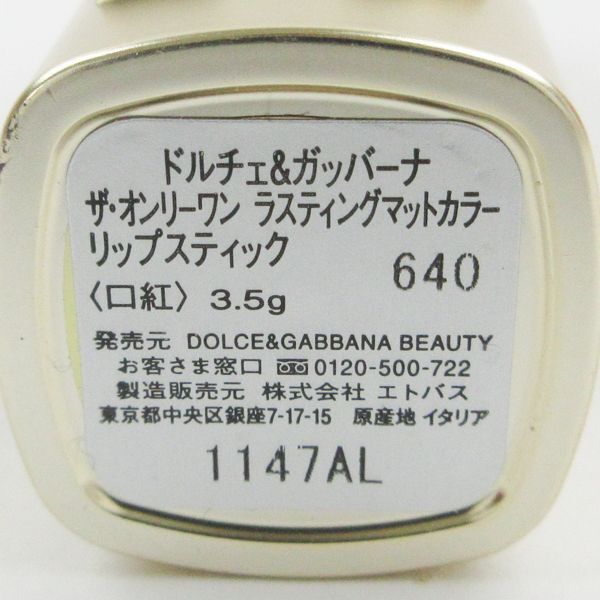 ドルチェ&ガッバーナ
ザ・オンリーワン ラスティングマットカラー
リップスティック 640
〈口紅〉 3.5g
発売元 DOLCE&GABBANA BEAUTY
お客さま窓口 0120-500-722
製造販売元 株式会社 エトバス
東京都中央区銀座7-17-15 原産地 イタリア
1147AL